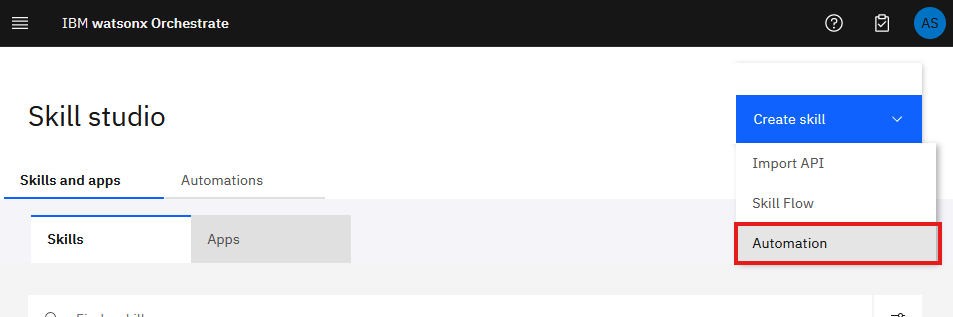 IBM watsonx Orchestrate
AS
Skill studio
Create skill
Import API
Skill Flow
Automation
Skills and apps
Automations
Skills
Apps